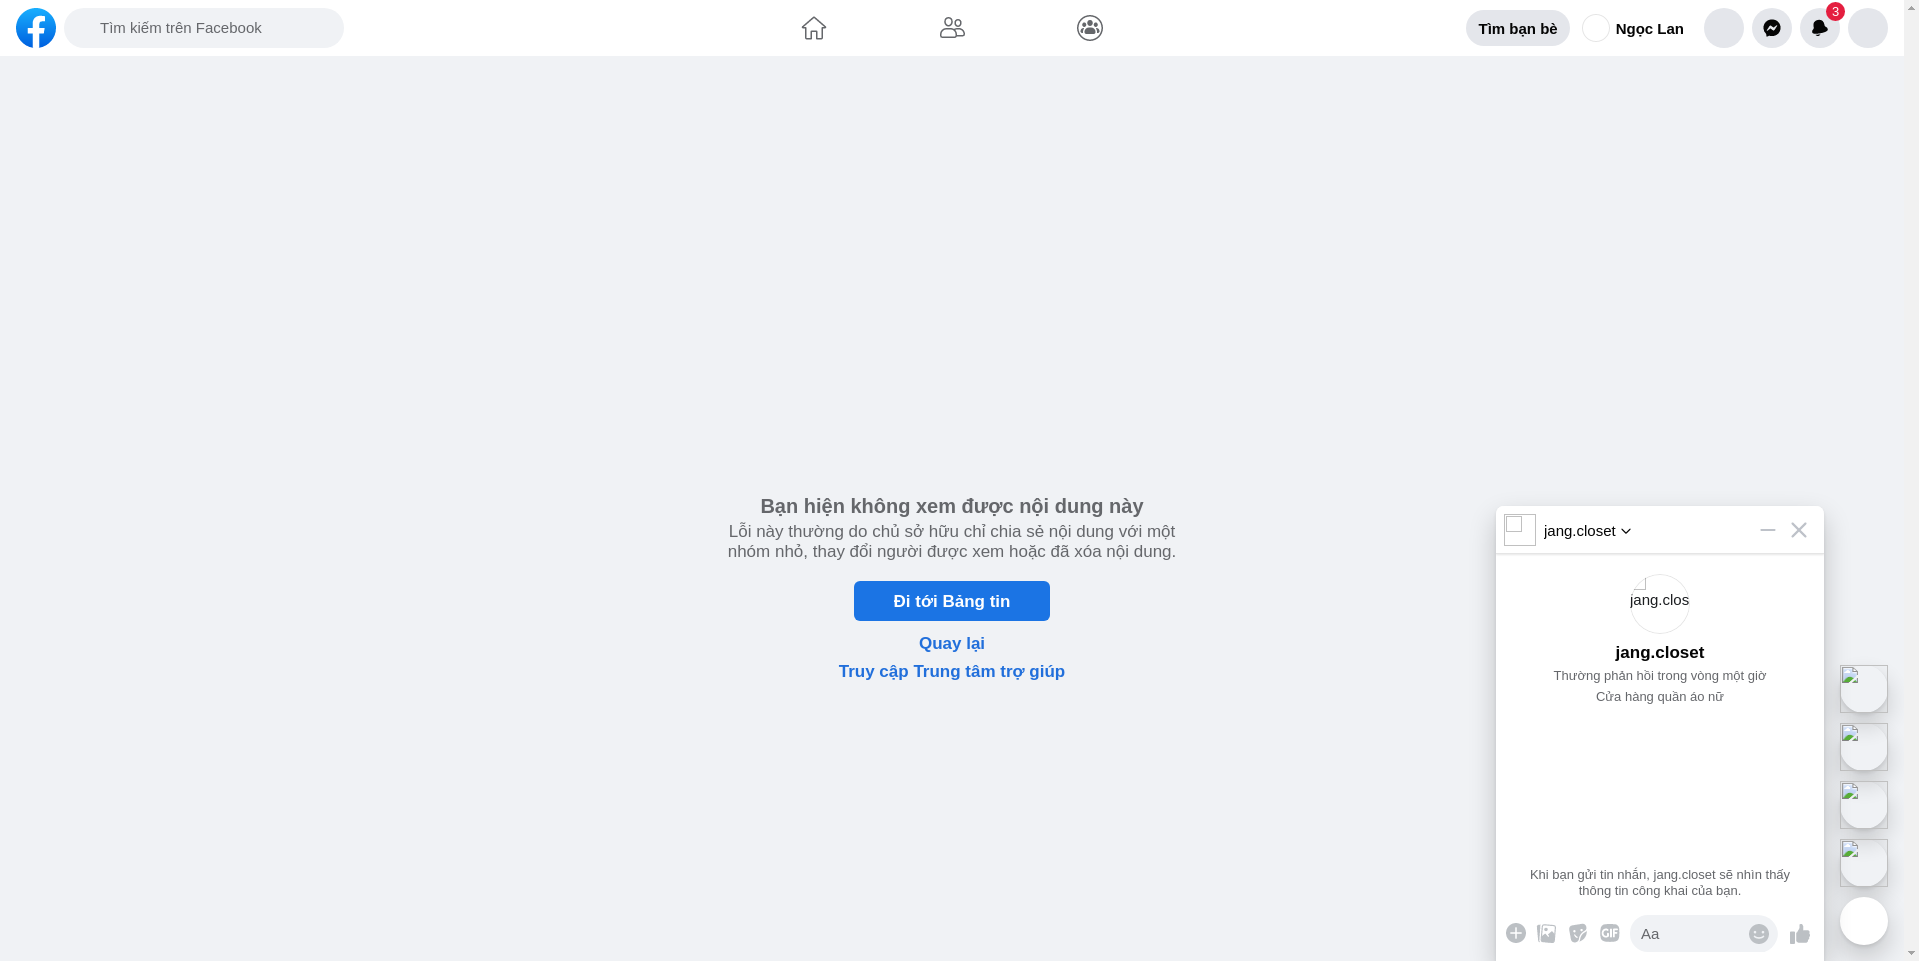 Tìm kiếm trên Facebook
Tìm bạn bè
Ngọc Lan
3
Bạn hiện không xem được nội dung này
Lỗi này thường do chủ sở hữu chỉ chia sẻ nội dung với một
nhóm nhỏ, thay đổi người được xem hoặc đã xóa nội dung.
Đi tới Bảng tin
Quay lại
Truy cập Trung tâm trợ giúp
jang.closet
jang.clos
jang.closet
Thường phản hồi trong vòng một giờ
Cửa hàng quần áo nữ
Khi bạn gửi tin nhắn, jang.closet sẽ nhìn thấy
thông tin công khai của bạn.
GIF
Aa